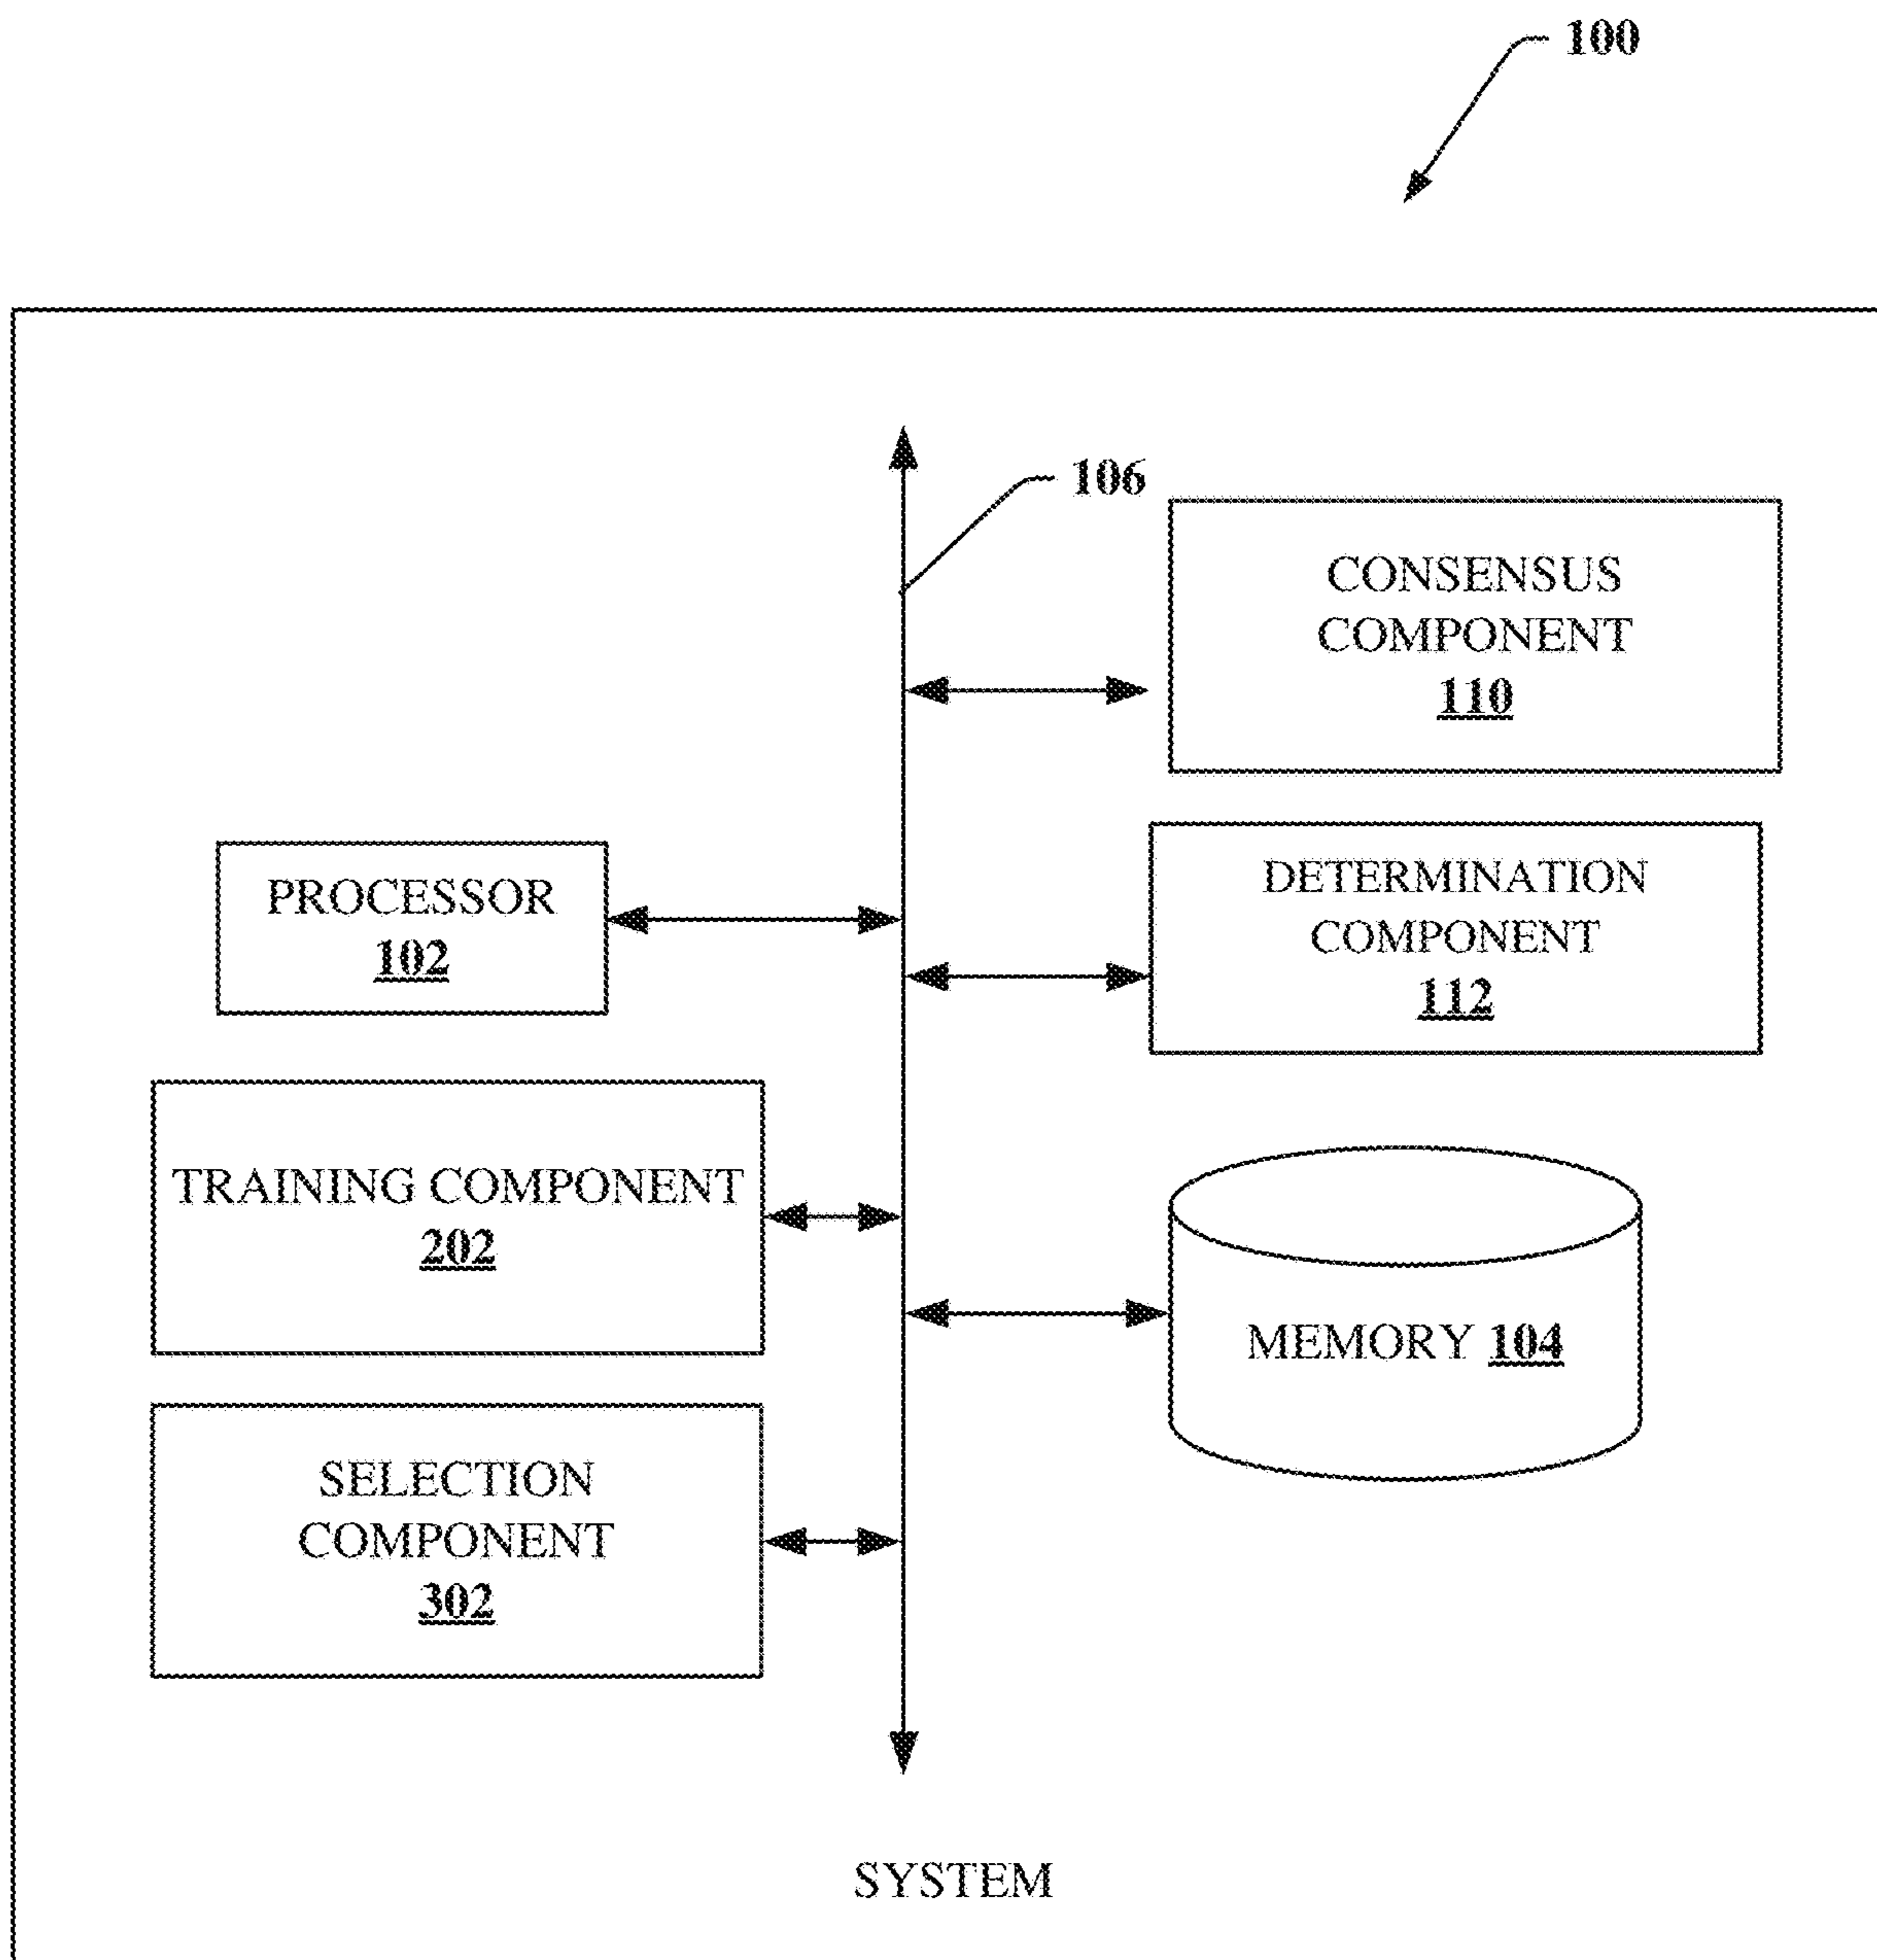 100
106
CONSENSUS
COMPONENT
110
PROCESSOR
102
DETERMINATION
COMPONENT
112
TRAINING COMPONENT
202
MEMORY 104
SELECTION
COMPONENT
302
SYSTEM